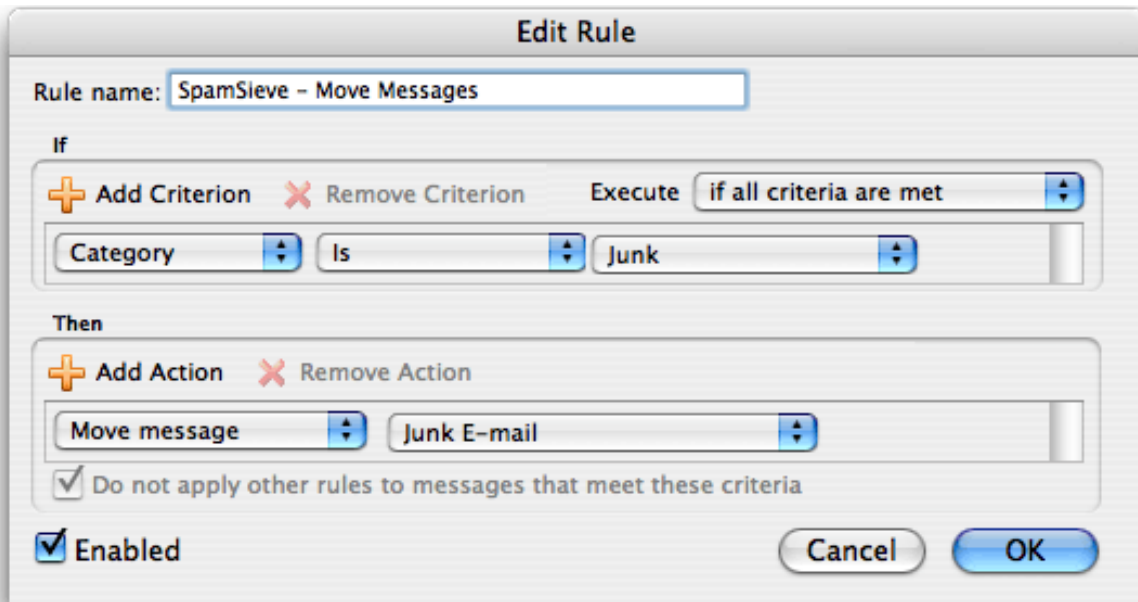 Edit Rule
Rule name: SpamSieve – Move Messages
If
Add Criterion Remove Criterion Execute if all criteria are met
Category Is Junk
Then
Add Action Remove Action
Move message Junk E-mail
Do not apply other rules to messages that meet these criteria
Enabled Cancel OK